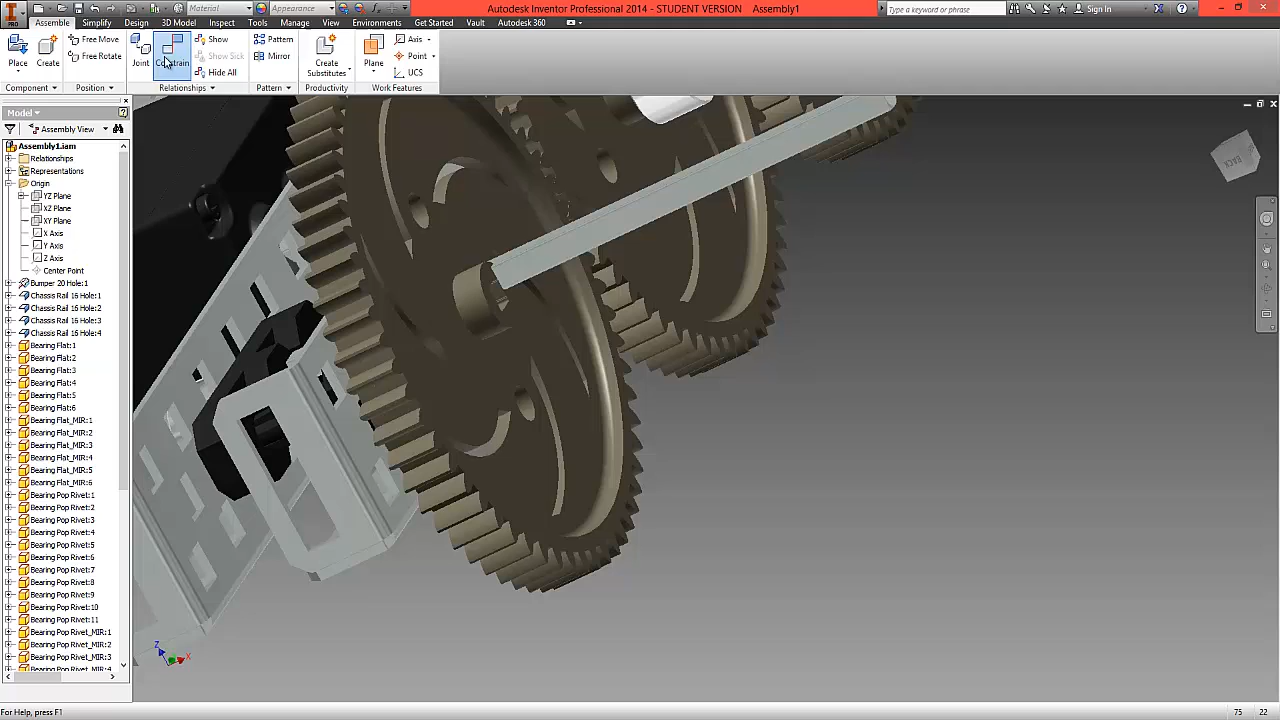 Material
Appearance
Autodesk Inventor Professional 2014 - STUDENT VERSION Assembly1
Type a keyword or phrase
Sign In
PRO
Assemble Simplify Design 3D Model Inspect Tools Manage View Environments Get Started Vault Autodesk 360
Place
Create
Free Move
Free Rotate
Joint
Constrain
Show
Show Sick
Hide All
Pattern
Mirror
Create
Substitutes
Plane
Axis
Point
UCS
Component
Position
Relationships
Pattern
Productivity
Work Features
Model
Assembly View
Assembly1.iam
Relationships
Representations
Origin
YZ Plane
XZ Plane
XY Plane
X Axis
Y Axis
Z Axis
Center Point
Bumper 20 Hole:1
Chassis Rail 16 Hole:1
Chassis Rail 16 Hole:2
Chassis Rail 16 Hole:3
Chassis Rail 16 Hole:4
Bearing Flat:1
Bearing Flat:2
Bearing Flat:3
Bearing Flat:4
Bearing Flat:5
Bearing Flat:6
Bearing Flat_MIR:1
Bearing Flat_MIR:2
Bearing Flat_MIR:3
Bearing Flat_MIR:4
Bearing Flat_MIR:5
Bearing Flat_MIR:6
Bearing Pop Rivet:1
Bearing Pop Rivet:2
Bearing Pop Rivet:3
Bearing Pop Rivet:4
Bearing Pop Rivet:5
Bearing Pop Rivet:6
Bearing Pop Rivet:7
Bearing Pop Rivet:8
Bearing Pop Rivet:9
Bearing Pop Rivet:10
Bearing Pop Rivet:11
Bearing Pop Rivet_MIR:1
Bearing Pop Rivet_MIR:2
Bearing Pop Rivet_MIR:3
Bearing Pop Rivet_MIR:4
BACK
Z
X
For Help, press F1
75 22